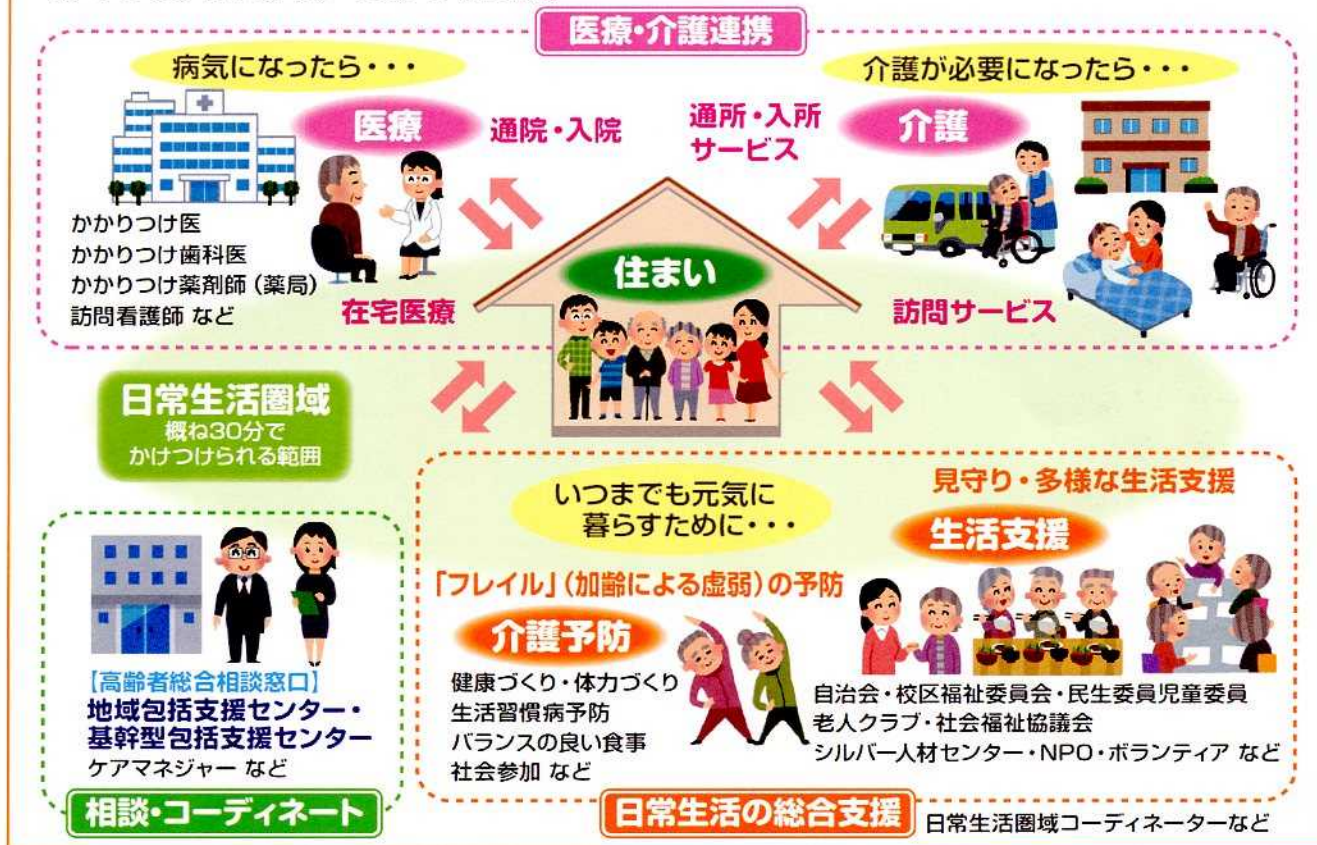 医療・介護連携
病気になったら・・・
医療
通院・入院
かかりつけ医
かかりつけ歯科医
かかりつけ薬剤師（薬局）
訪問看護師 など
在宅医療
介護が必要になったら・・・
通所・入所
サービス
介護
訪問サービス
住まい
日常生活圏域
概ね30分で
かけつけられる範囲
【高齢者総合相談窓口】
地域包括支援センター・
基幹型包括支援センター
ケアマネジャー など
相談・コーディネート
いつまでも元気に
暮らすために・・・
「フレイル」（加齢による虚弱）の予防
介護予防
健康づくり・体力づくり
生活習慣病予防
バランスの良い食事
社会参加 など
見守り・多様な生活支援
生活支援
自治会・校区福祉委員会・民生委員児童委員
老人クラブ・社会福祉協議会
シルバー人材センター・NPO・ボランティア など
日常生活の総合支援
日常生活圏域コーディネーターなど